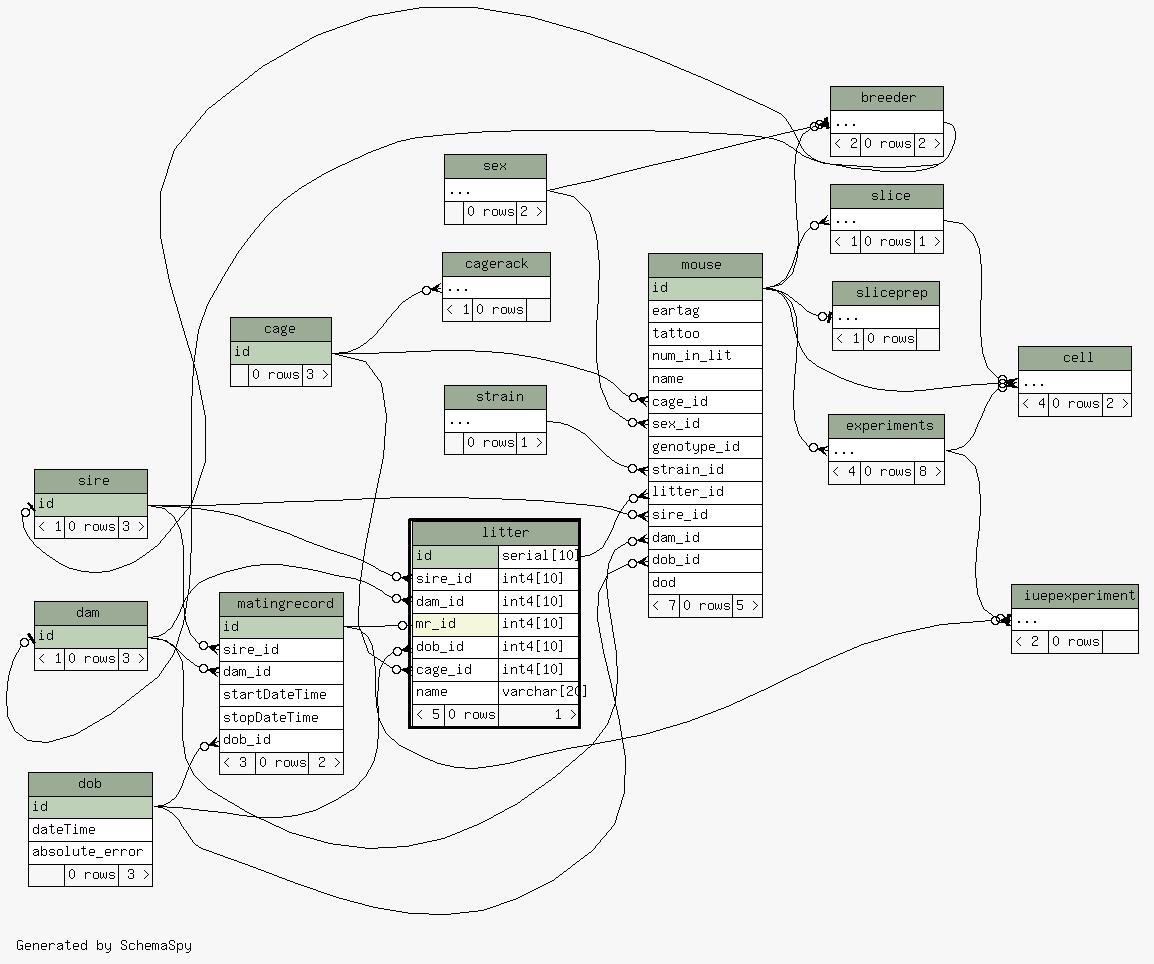 breeder
...
< 2 0 rows 2 >
sex
...
0 rows 2 >
slice
...
< 1 0 rows 1 >
cagerack
...
< 1 0 rows
mouse
id
eartag
tattoo
num_in_lit
name
cage_id
sex_id
genotype_id
strain_id
litter_id
sire_id
dam_id
dob_id
dod
< 7 0 rows 5 >
sliceprep
...
< 1 0 rows
cage
id
0 rows 3 >
cell
...
< 4 0 rows 2 >
strain
...
0 rows 1 >
experiments
...
< 4 0 rows 8 >
sire
id
< 1 0 rows 3 >
litter
id serial[10]
sire_id int4[10]
dam_id int4[10]
mr_id int4[10]
dob_id int4[10]
cage_id int4[10]
name varchar[20]
< 5 0 rows 1 >
dam
id
< 1 0 rows 3 >
matingrecord
id
sire_id
dam_id
startDateTime
stopDateTime
dob_id
< 3 0 rows 2 >
iuepexperiment
...
< 2 0 rows
dob
id
dateTime
absolute_error
0 rows 3 >
Generated by SchemaSpy